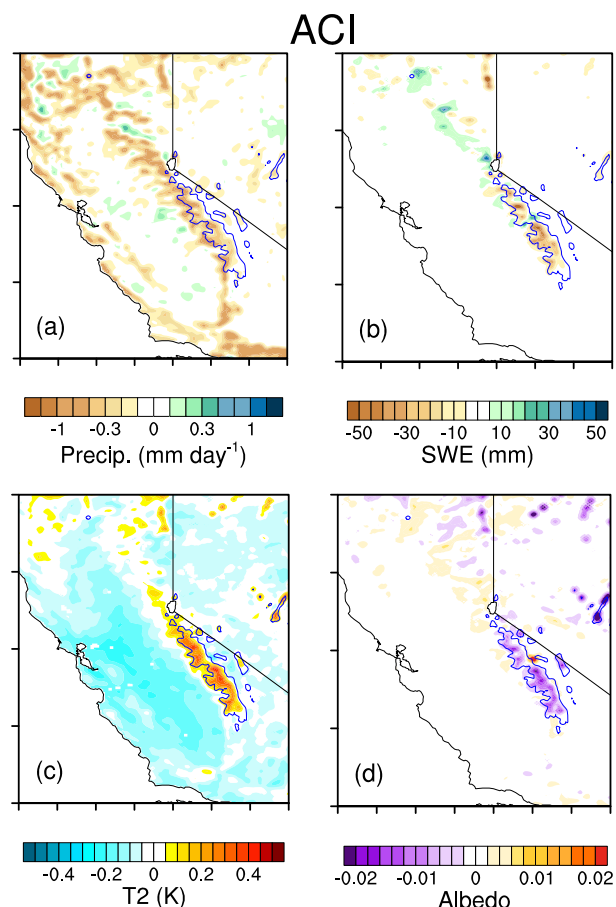 ACI
(a)
(b)
-1 -0.3 0 0.3 1
Precip. (mm day-1)
-50 -30 -10 10 30 50
SWE (mm)
(c)
(d)
-0.4 -0.2 0 0.2 0.4
T2 (K)
-0.02 -0.01 0 0.01 0.02
Albedo